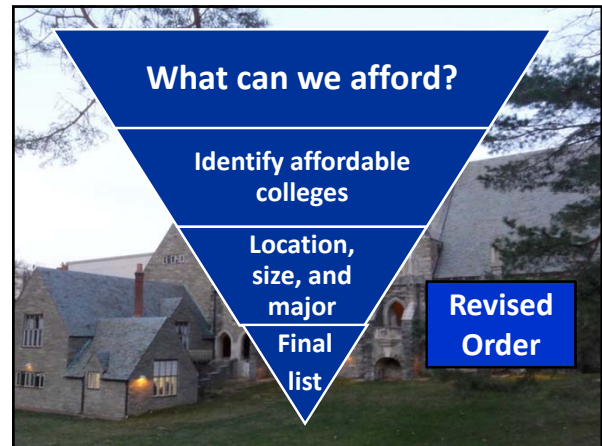 What can we afford?
Identify affordable
colleges
Location,
size, and
major
Final
list
Revised
Order